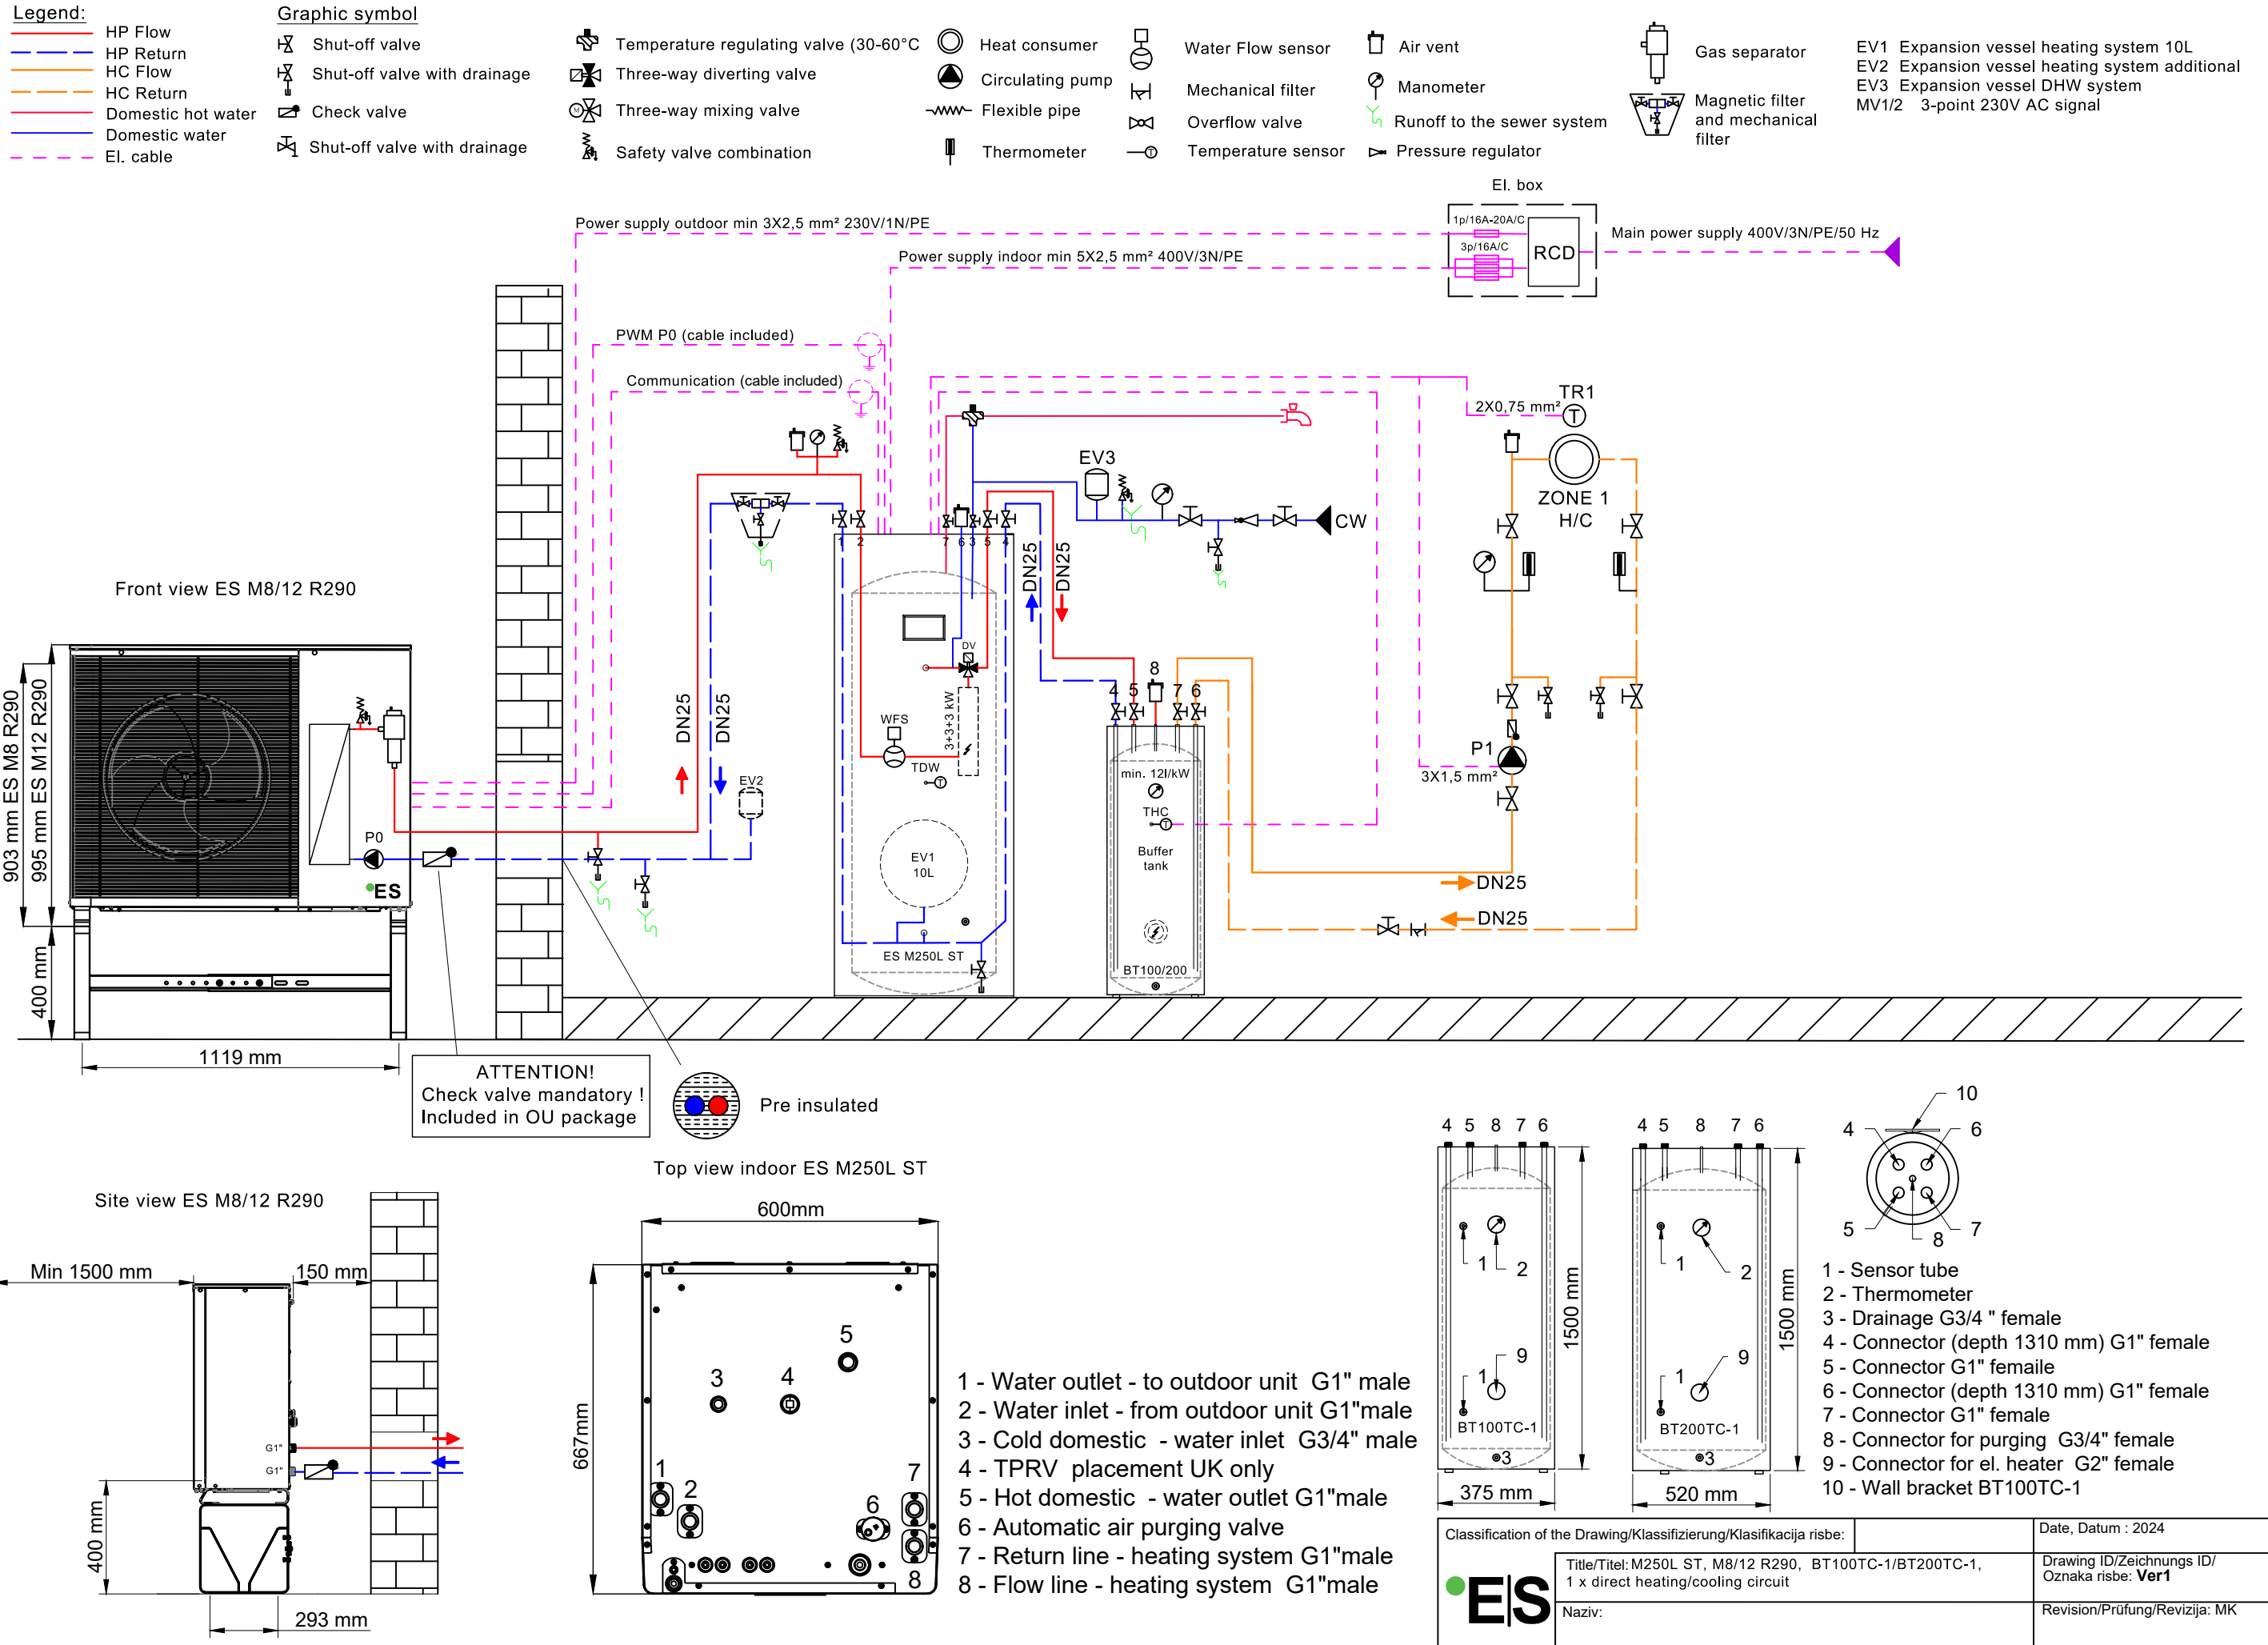 Legend:
HP Flow
HP Return
HC Flow
HC Return
Domestic hot water
Domestic water
El. cable
Graphic symbol
Shut-off valve
Shut-off valve with drainage
Check valve
Shut-off valve with drainage
Temperature regulating valve (30-60°C
Three-way diverting valve
M
Three-way mixing valve
Safety valve combination
Heat consumer
Circulating pump
Flexible pipe
Thermometer
Water Flow sensor
Mechanical filter
Overflow valve
T
Temperature sensor
Air vent
Manometer
Runoff to the sewer system
Pressure regulator
Gas separator
Magnetic filter
and mechanical
filter
EV1 Expansion vessel heating system 10L
EV2 Expansion vessel heating system additional
EV3 Expansion vessel DHW system
MV1/2 3-point 230V AC signal
El. box
1p/16A-20A/C
3p/16A/C
RCD
Main power supply 400V/3N/PE/50 Hz
Power supply outdoor min 3X2,5 mm² 230V/1N/PE
Power supply indoor min 5X2,5 mm² 400V/3N/PE
PWM P0 (cable included)
Communication (cable included)
TR1
2X0,75 mm²
T
ZONE 1
H/C
EV3
CW
1 2 7 6 3 5 4
DN25
DN25
Front view ES M8/12 R290
903 mm ES M8 R290
995 mm ES M12 R290
400 mm
1119 mm
P0
ES
DN25
DN25
EV2
DV
3+3+3 kW
WFS
TDW
T
EV1
10L
ES M250L ST
8
4 5 7 6
min. 12l/kW
THC
T
Buffer
tank
BT100/200
P1
3X1,5 mm²
DN25
DN25
ATTENTION!
Check valve mandatory !
Included in OU package
Pre insulated
Site view ES M8/12 R290
Min 1500 mm
150 mm
G1"
G1"
400 mm
293 mm
Top view indoor ES M250L ST
600mm
667mm
5
3
4
1
2
6
7
8
1 - Water outlet - to outdoor unit G1" male
2 - Water inlet - from outdoor unit G1"male
3 - Cold domestic - water inlet G3/4" male
4 - TPRV placement UK only
5 - Hot domestic - water outlet G1"male
6 - Automatic air purging valve
7 - Return line - heating system G1"male
8 - Flow line - heating system G1"male
4 5 8 7 6
1
2
9
1
BT100TC-1
3
1500 mm
375 mm
4 5 8 7 6
1
2
9
1
BT200TC-1
3
1500 mm
520 mm
10
4
6
5
7
8
1 - Sensor tube
2 - Thermometer
3 - Drainage G3/4 " female
4 - Connector (depth 1310 mm) G1" female
5 - Connector G1" femaile
6 - Connector (depth 1310 mm) G1" female
7 - Connector G1" female
8 - Connector for purging G3/4" female
9 - Connector for el. heater G2" female
10 - Wall bracket BT100TC-1
Classification of the Drawing/Klassifizierung/Klasifikacija risbe:
Date, Datum : 2024
Title/Titel: M250L ST, M8/12 R290, BT100TC-1/BT200TC-1,
1 x direct heating/cooling circuit
Drawing ID/Zeichnungs ID/
Oznaka risbe: Ver1
E|S
Naziv:
Revision/Prüfung/Revizija: MK